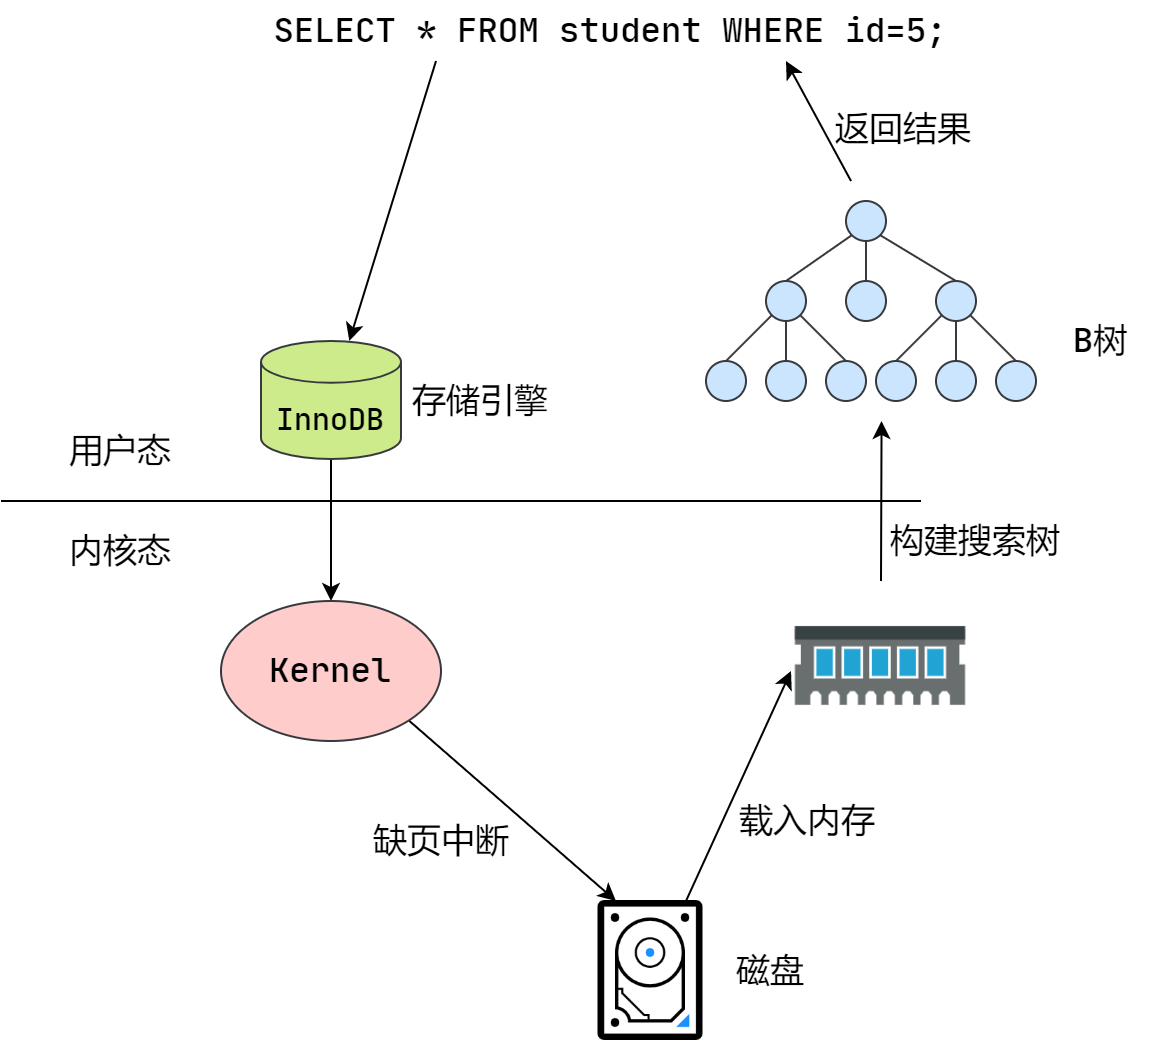 SELECT * FROM student WHERE id=5;
返回结果
B树
InnoDB
存储引擎
用户态
内核态
构建搜索树
Kernel
缺页中断
载入内存
磁盘